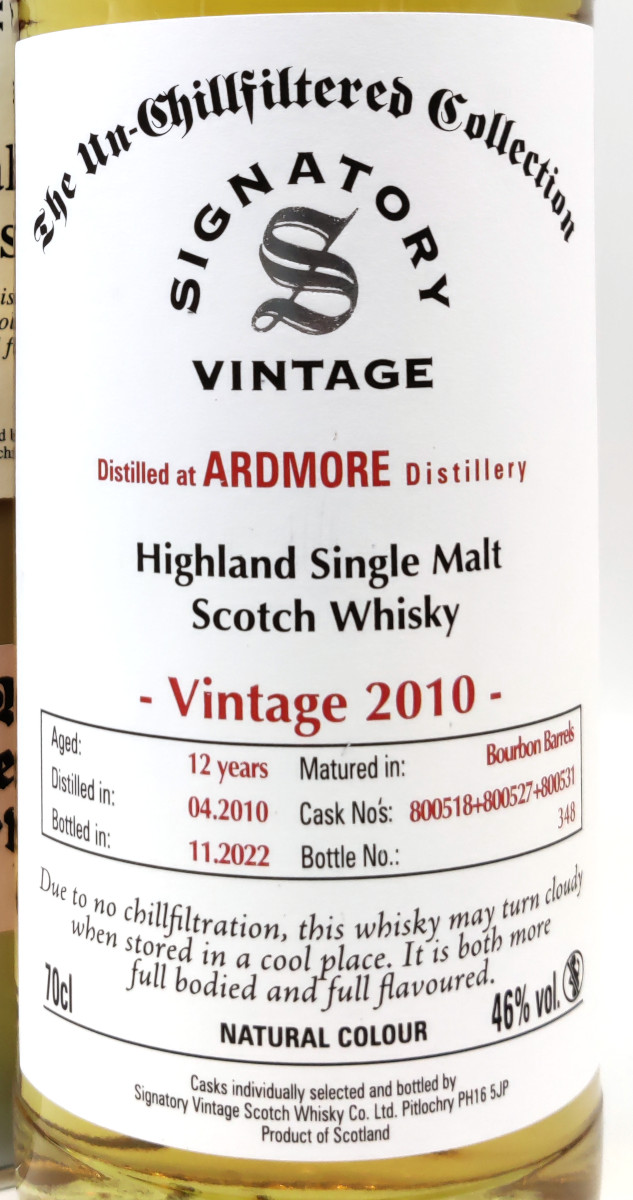 The Un-Chillfiltered Collection
SIGNATORY
S
VINTAGE
Distilled at ARDMORE Distillery
Highland Single Malt
Scotch Whisky
- Vintage 2010 -
Aged: 12 years Matured in: Bourbon Barrels
Distilled in: 04.2010 Cask No's: 800518+800527+800531
Bottled in: 11.2022 Bottle No.: 348
Due to no chillfiltration, this whisky may turn cloudy
when stored in a cool place. It is both more
full bodied and full flavoured.
70cl 46% vol.
NATURAL COLOUR
Casks individually selected and bottled by
Signatory Vintage Scotch Whisky Co. Ltd. Pitlochry PH16 5JP
Product of Scotland